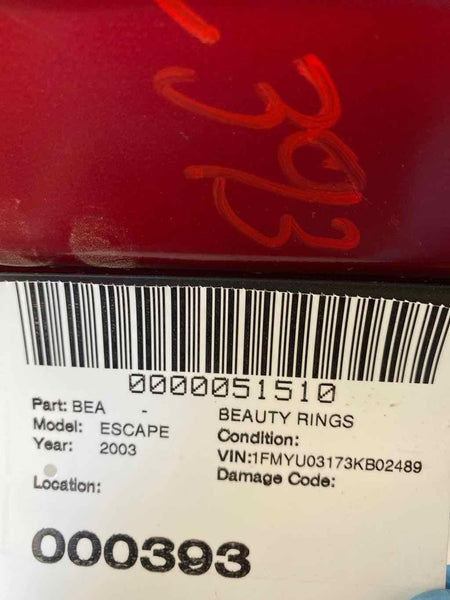 393
0000051510
Part: BEA - BEAUTY RINGS
Model: ESCAPE Condition:
Year: 2003 VIN:1FMYU03173KB02489
Location: Damage Code:
000393